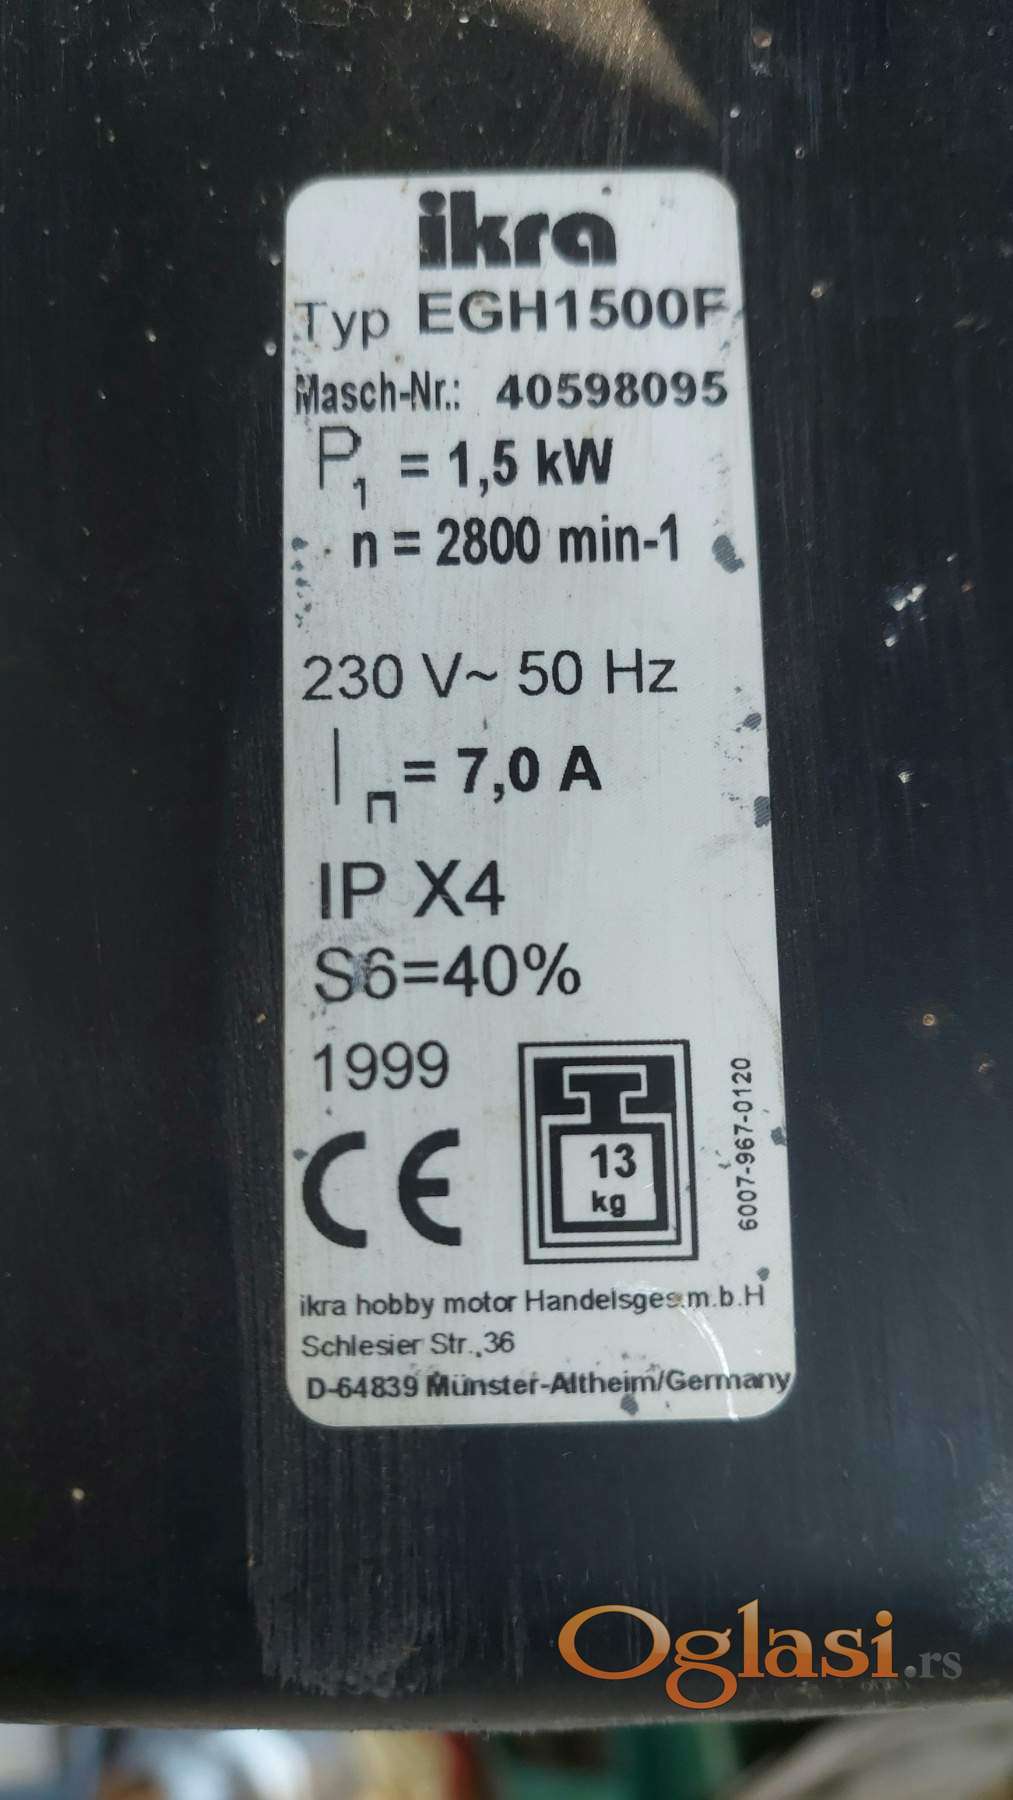 ikra
Typ EGH1500F
Masch-Nr.: 40598095
P1 = 1,5 kW
n = 2800 min-1
230 V~ 50 Hz
In = 7,0 A
IP X4
S6=40%
1999
CE
13
kg
6007-967-0120
ikra hobby motor Handelsges.m.b.H
Schlesier Str.,36
D-64839 Münster-Altheim/Germany
Oglasi.rs